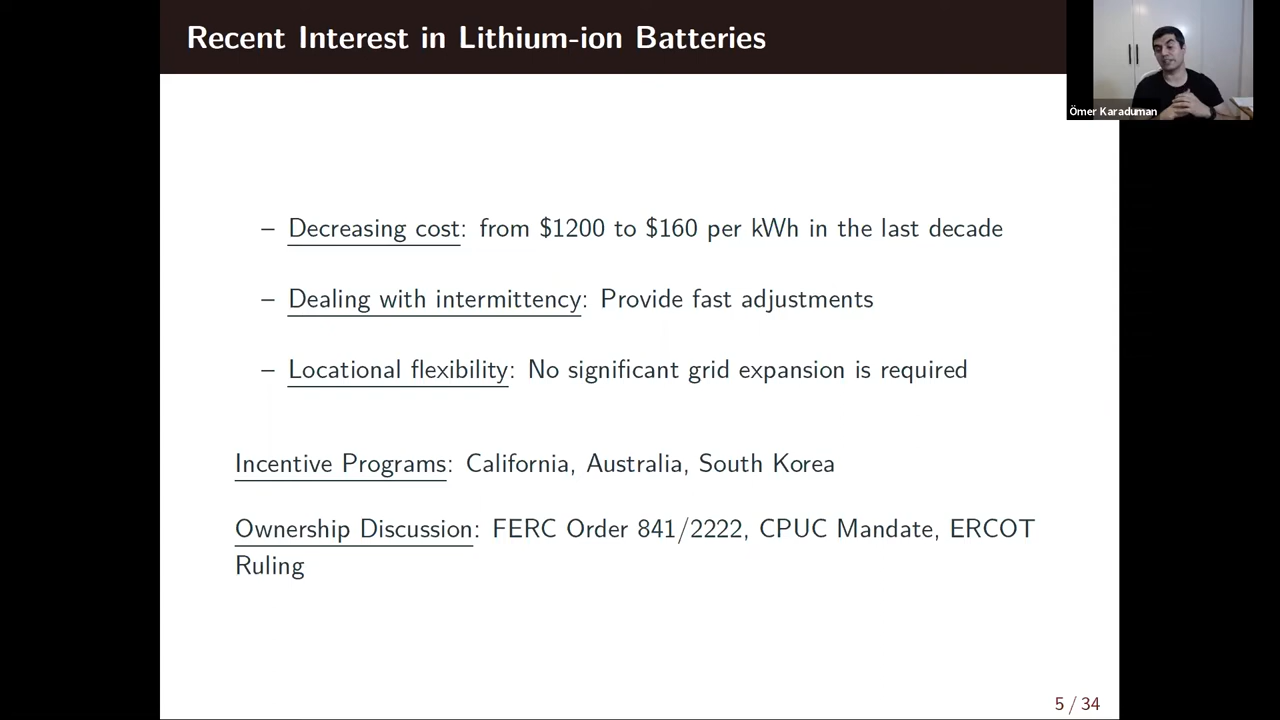 Recent Interest in Lithium-ion Batteries
Ömer Karaduman
– Decreasing cost: from $1200 to $160 per kWh in the last decade
– Dealing with intermittency: Provide fast adjustments
– Locational flexibility: No significant grid expansion is required
Incentive Programs: California, Australia, South Korea
Ownership Discussion: FERC Order 841/2222, CPUC Mandate, ERCOT
Ruling
5 / 34